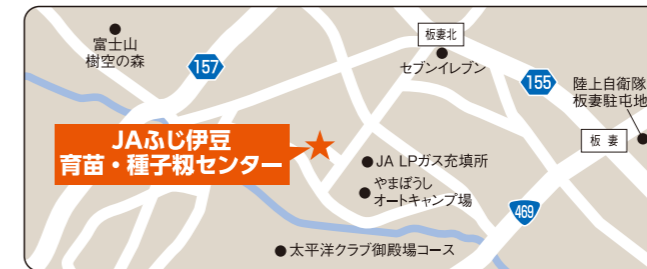 富士山
樹空の森
157
板妻北
セブンイレブン
155
陸上自衛隊
板妻駐屯地
板妻
JAふじ伊豆
育苗・種子籾センター
JA LPガス充填所
やまぼうし
オートキャンプ場
469
太平洋クラブ御殿場コース